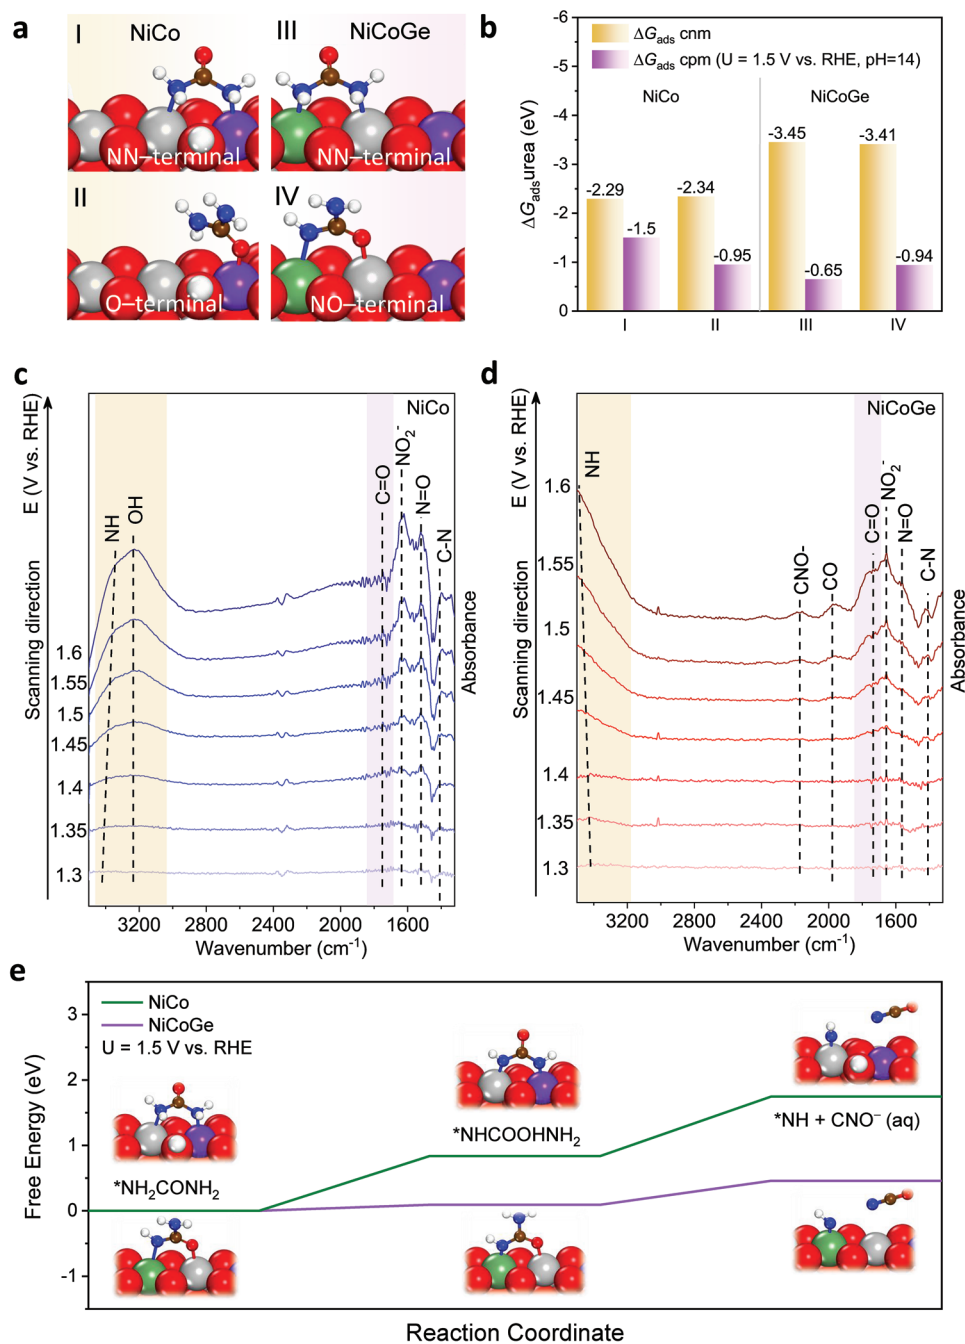 a
I
NiCo
NN–terminal
III
NiCoGe
NN–terminal
II
O–terminal
IV
NO–terminal
b
ΔGads urea (eV)
-6
-5
-4
-3
-2
-1
0
ΔGads cnm
ΔGads cpm (U = 1.5 V vs. RHE, pH=14)
NiCo
NiCoGe
-2.29
-1.5
-2.34
-0.95
-3.45
-0.65
-3.41
-0.94
I
II
III
IV
c
NiCo
Scanning direction
E (V vs. RHE)
NH
OH
C=O
NO2-
N=O
C-N
1.6
1.55
1.5
1.45
1.4
1.35
1.3
Absorbance
3200
2800
2400
2000
1600
Wavenumber (cm-1)
d
NiCoGe
Scanning direction
E (V vs. RHE)
NH
CNO-
CO
C=O
NO2-
N=O
C-N
1.6
1.55
1.5
1.45
1.4
1.35
1.3
Absorbance
3200
2800
2400
2000
1600
Wavenumber (cm-1)
e
Free Energy (eV)
3
2
1
0
-1
NiCo
NiCoGe
U = 1.5 V vs. RHE
*NH2CONH2
*NHCOOHNH2
*NH + CNO− (aq)
Reaction Coordinate